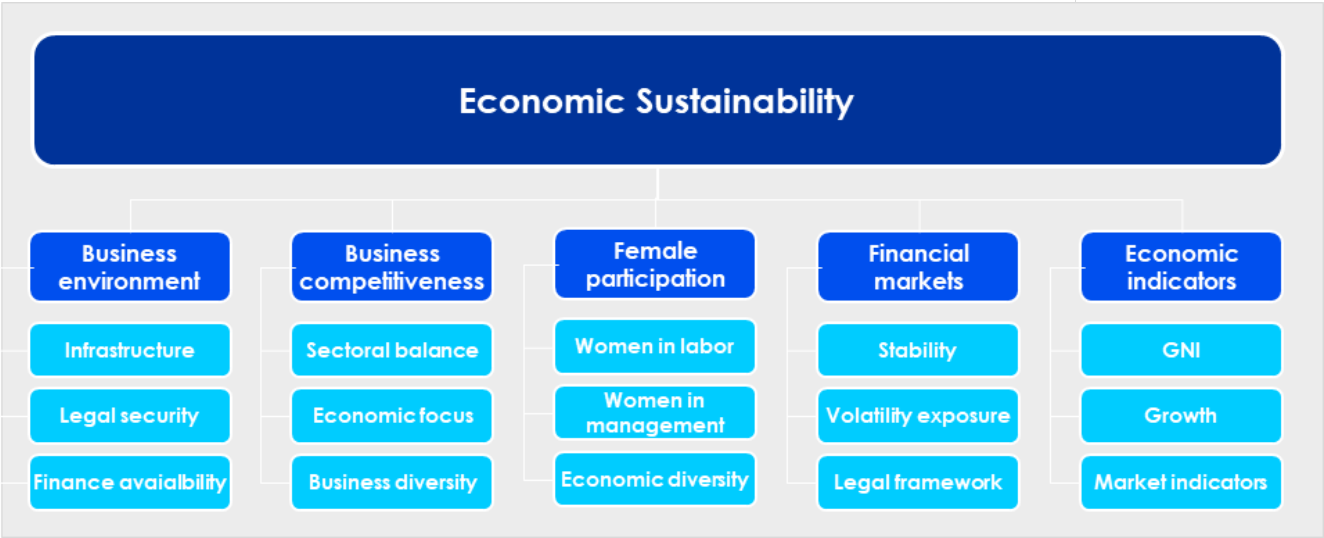 Economic Sustainability
Business
environment
Infrastructure
Legal security
Finance avaialbility
Business
competitiveness
Sectoral balance
Economic focus
Business diversity
Female
participation
Women in labor
Women in
management
Economic diversity
Financial
markets
Stability
Volatility exposure
Legal framework
Economic
indicators
GNI
Growth
Market indicators